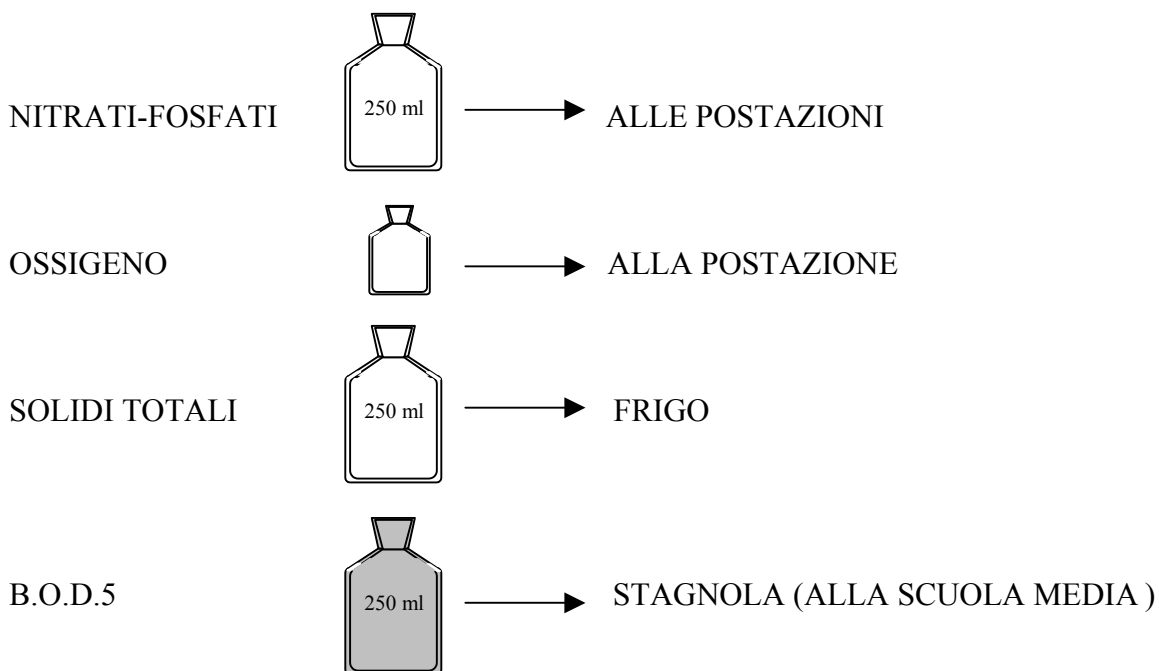 NITRATI-FOSFATI 250 ml ALLE POSTAZIONI
OSSIGENO ALLA POSTAZIONE
SOLIDI TOTALI 250 ml FRIGO
B.O.D.5 250 ml STAGNOLA (ALLA SCUOLA MEDIA )